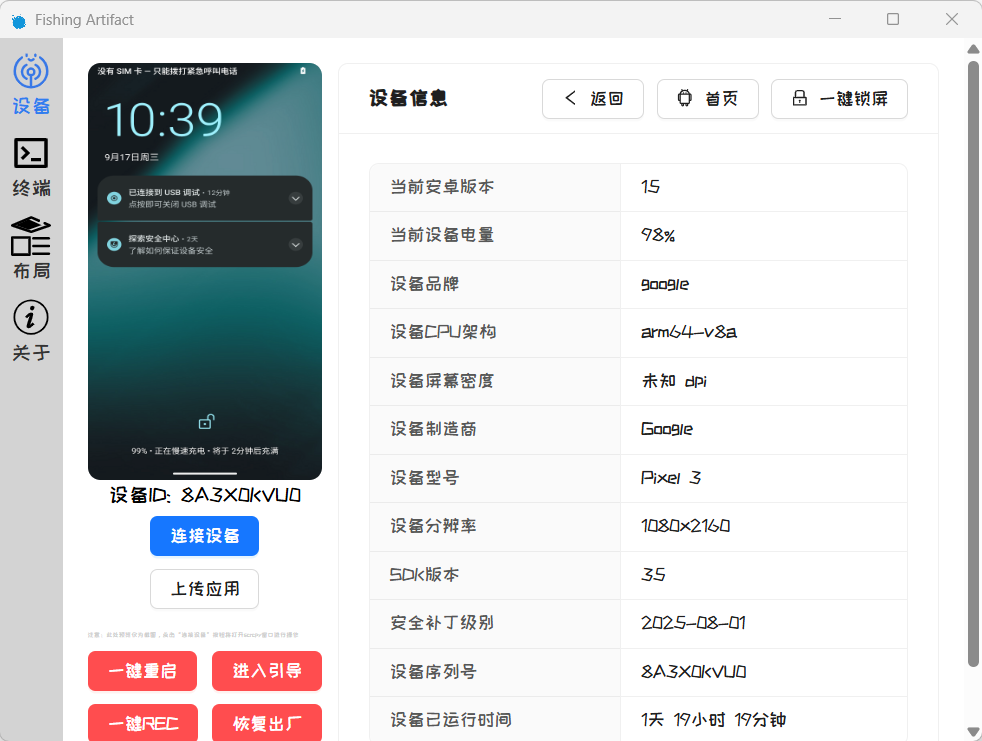 Fishing Artifact
设备
终端
布局
关于
没有 SIM 卡 — 只能拨打紧急呼叫电话
10:39
9月17日周三
已连接到 USB 调试 · 12分钟
点按即可关闭 USB 调试
探索安全中心 · 2天
了解如何保证设备安全
99% · 正在慢速充电 · 将于 2分钟后充满
设备ID: 8A3X0KVU0
连接设备
上传应用
一键重启 进入引导
一键REC 恢复出厂
设备信息 返回 首页 一键锁屏
当前安卓版本 15
当前设备电量 98%
设备品牌 google
设备CPU架构 arm64-v8a
设备屏幕密度 未知 dpi
设备制造商 Google
设备型号 Pixel 3
设备分辨率 1080x2160
SDK版本 35
安全补丁级别 2025-08-01
设备序列号 8A3X0KVU0
设备已运行时间 1天 19小时 19分钟